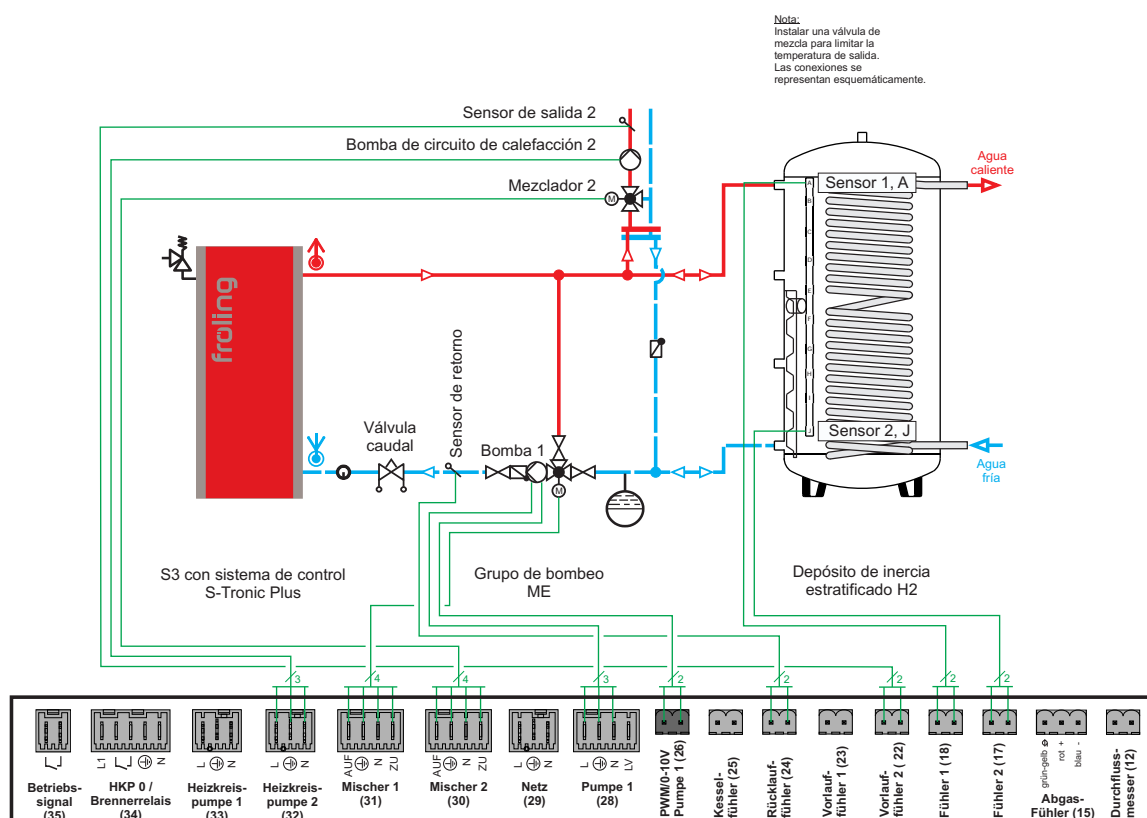 Nota:
Instalar una válvula de
mezcla para limitar la
temperatura de salida.
Las conexiones se
representan esquemáticamente.
Sensor de salida 2
Bomba de circuito de calefacción 2
Mezclador 2
M
Agua
caliente
Sensor 1, A
A
B
C
D
E
F
G
H
I
J
Sensor 2, J
Agua
fría
fröling
Válvula
caudal
Sensor de retorno
Bomba 1
M
S3 con sistema de control
S-Tronic Plus
Grupo de bombeo
ME
Depósito de inercia
estratificado H2
3
4
4
3
2
2
2
2
2
L1
N
L
N
L
N
AUF
N
ZU
AUF
N
ZU
L
N
L
N
LV
grün-gelb
rot +
blau -
Betriebs-
signal
(35)
HKP 0 /
Brennerrelais
(34)
Heizkreis-
pumpe 1
(33)
Heizkreis-
pumpe 2
(32)
Mischer 1
(31)
Mischer 2
(30)
Netz
(29)
Pumpe 1
(28)
PWM/0-10V
Pumpe 1 (26)
Kessel-
fühler (25)
Rücklauf-
fühler (24)
Vorlauf-
fühler 1 (23)
Vorlauf-
fühler 2 (22)
Fühler 1 (18)
Fühler 2 (17)
Abgas-
Fühler (15)
Durchfluss-
messer (12)